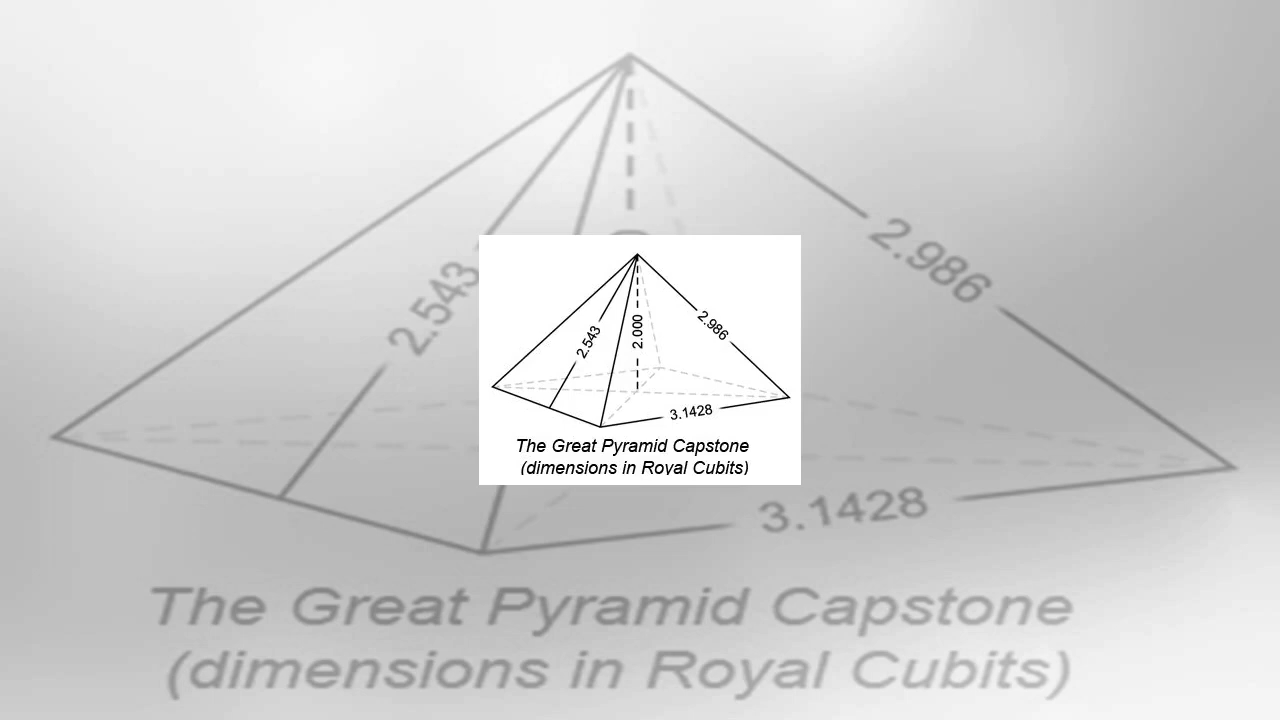 2.543
2.000
2.986
3.1428
The Great Pyramid Capstone
(dimensions in Royal Cubits)
2.543
2.986
3.1428
The Great Pyramid Capstone
(dimensions in Royal Cubits)